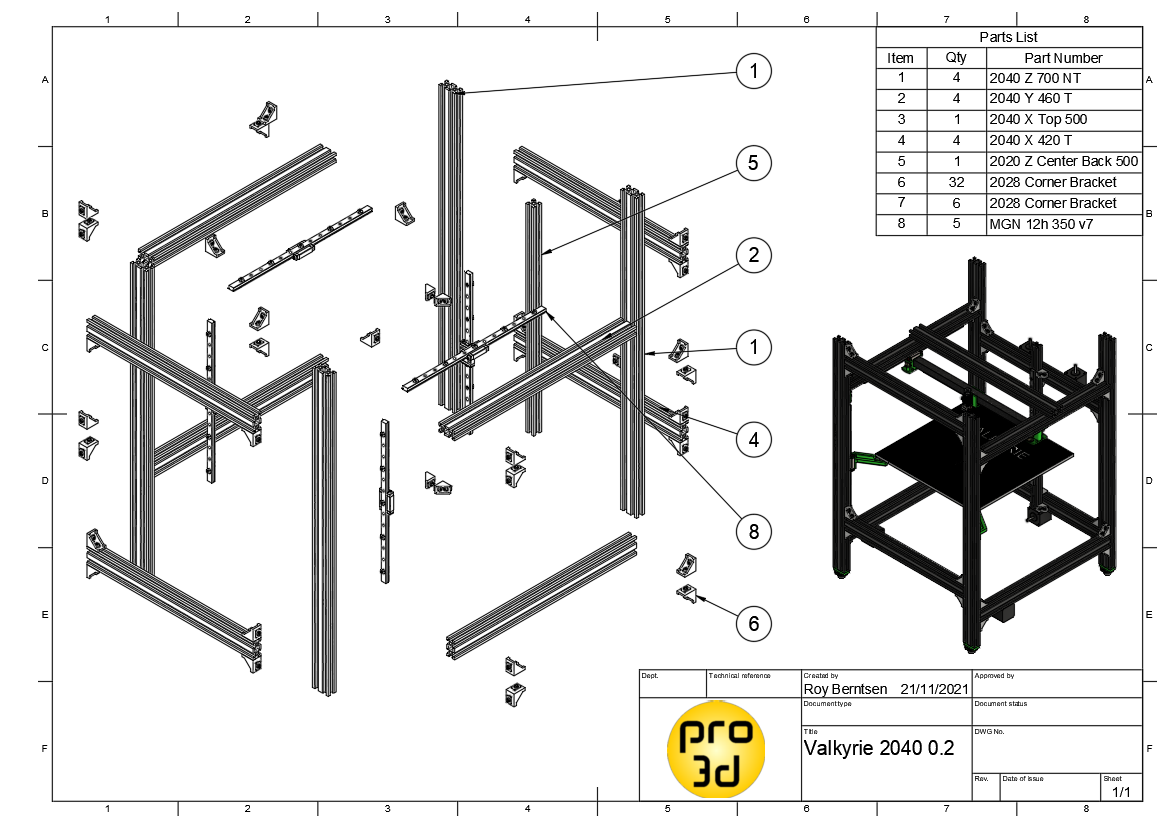 1 2 3 4 5 6 7 8
A A
B B
C C
D D
E E
F F
Parts List
Item Qty Part Number
1 4 2040 Z 700 NT
2 4 2040 Y 460 T
3 1 2040 X Top 500
4 4 2040 X 420 T
5 1 2020 Z Center Back 500
6 32 2028 Corner Bracket
7 6 2028 Corner Bracket
8 5 MGN 12h 350 v7
1
5
2
1
4
8
6
Dept. Technical reference Created by Approved by
Roy Berntsen 21/11/2021
Document type Document status
pro
3d
Title DWG No.
Valkyrie 2040 0.2
Rev. Date of issue Sheet
1/1
1 2 3 4 5 6 7 8